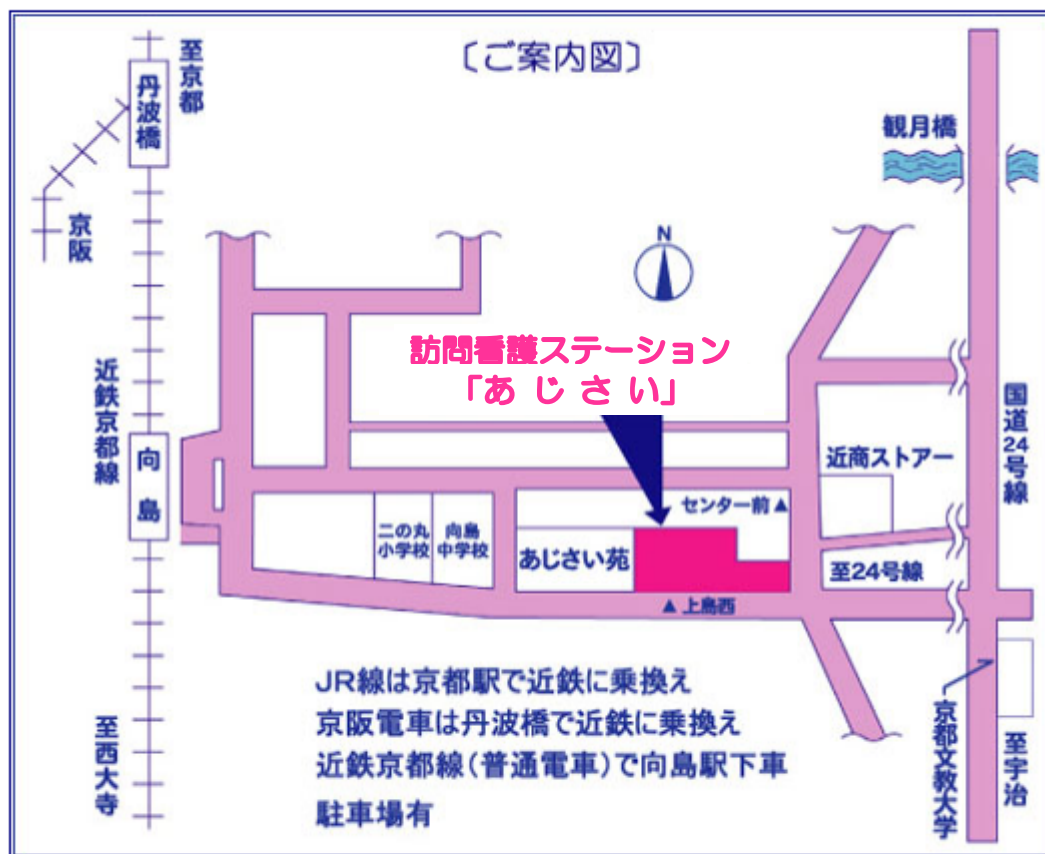 〔ご案内図〕
至京都
丹波橋
京阪
観月橋
N
訪問看護ステーション
「あじさい」
近鉄京都線
向島
国道24号線
近商ストアー
センター前▲
二の丸
小学校
向島
中学校
あじさい苑
至24号線
▲ 上島西
JR線は京都駅で近鉄に乗換え
京阪電車は丹波橋で近鉄に乗換え
近鉄京都線(普通電車)で向島駅下車
駐車場有
至西大寺
京都文教大学
至宇治